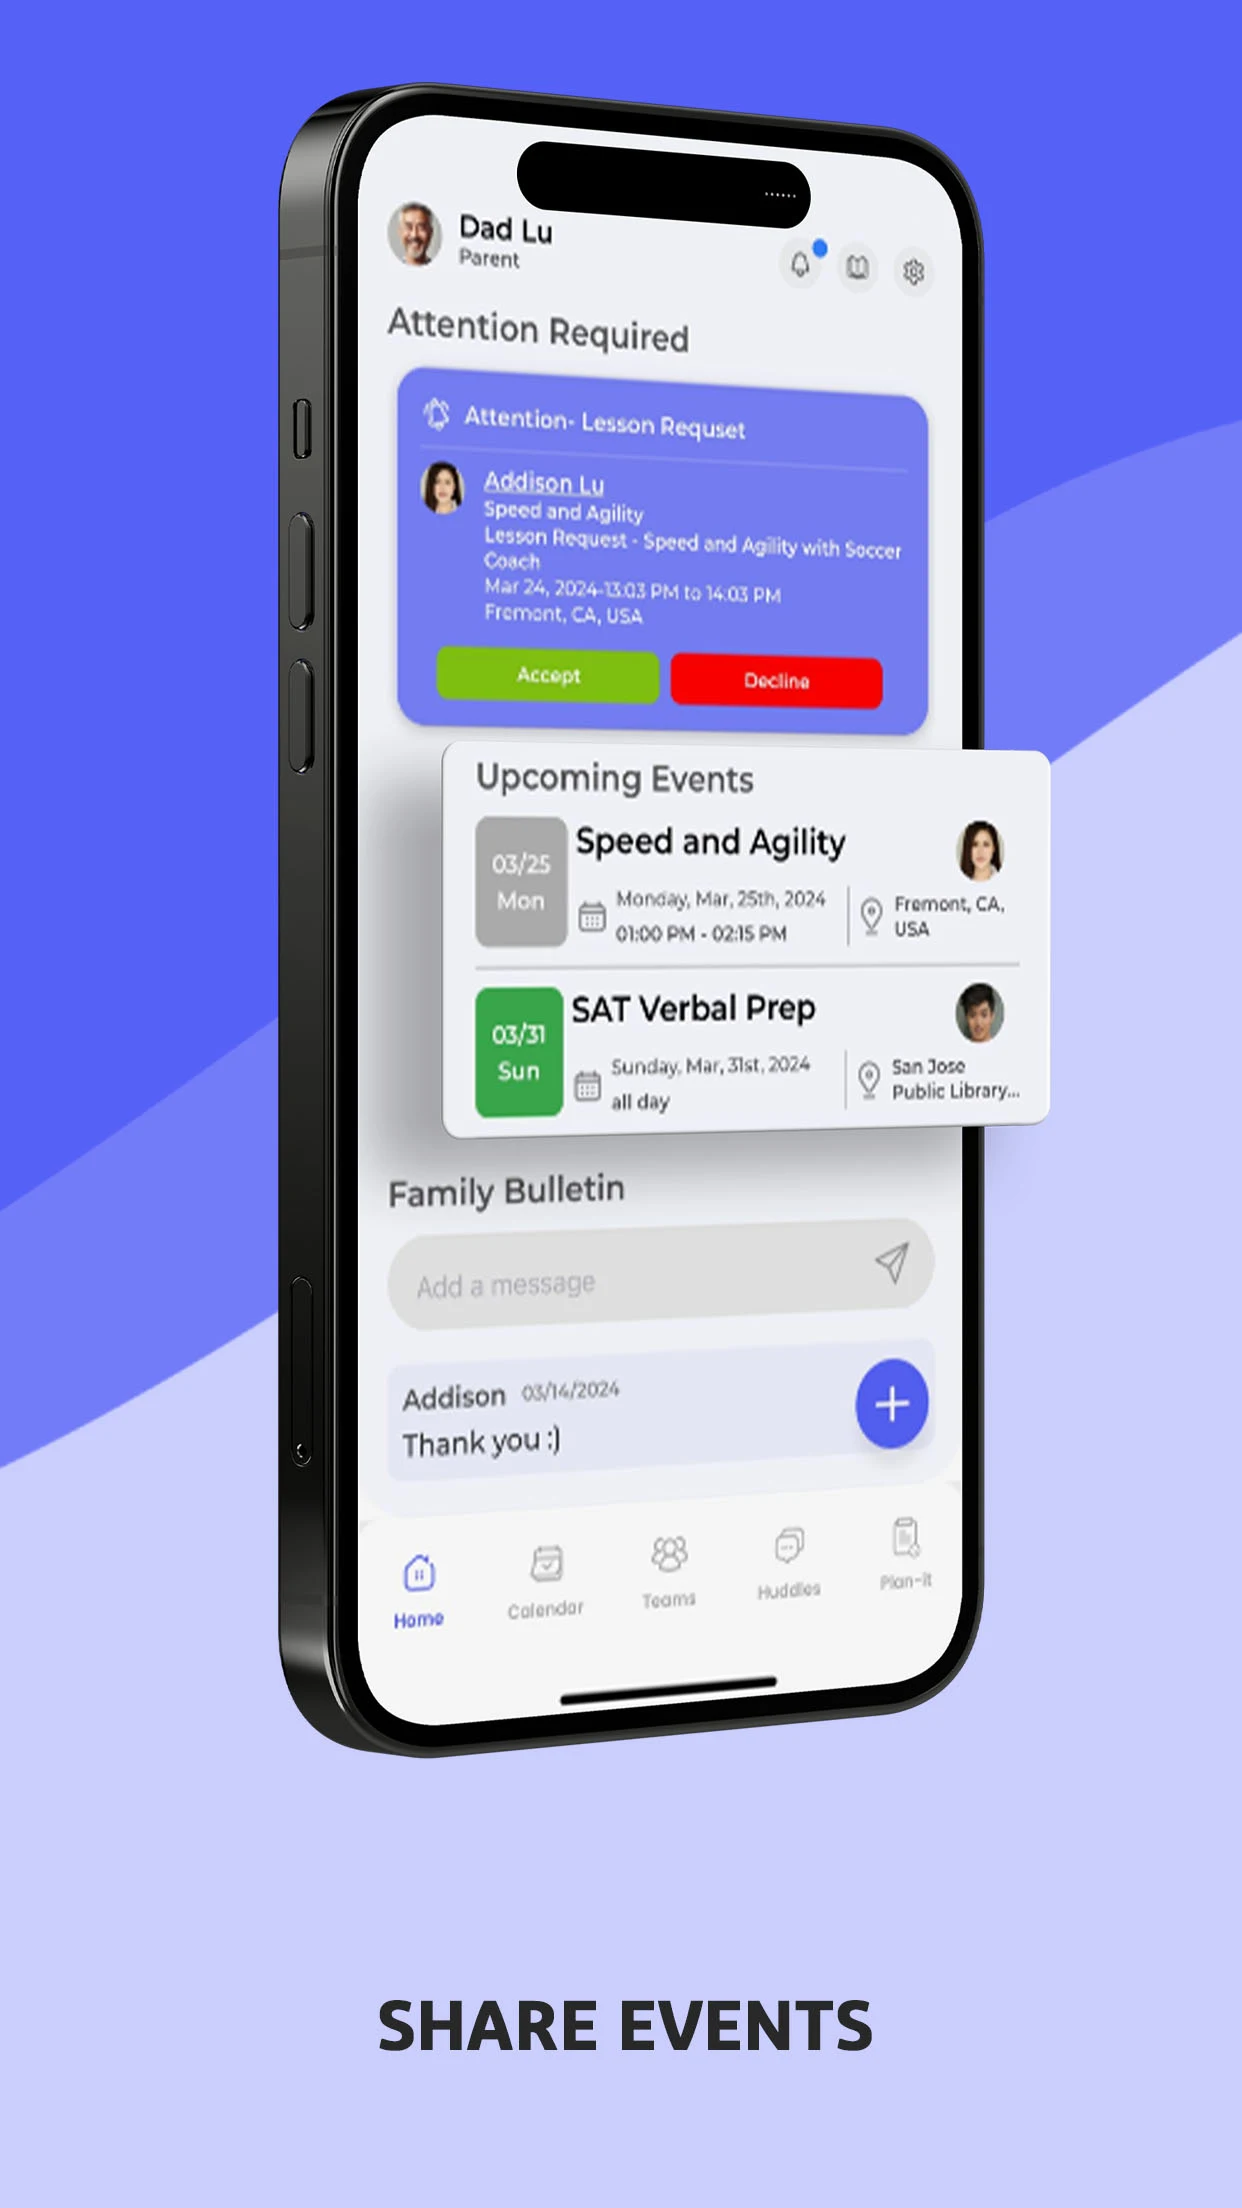 Dad Lu
Parent
Attention Required
Attention- Lesson Requset
Addison Lu
Speed and Agility
Lesson Request - Speed and Agility with Soccer
Coach
Mar 24, 2024-13:03 PM to 14:03 PM
Fremont, CA, USA
Accept
Decline
Upcoming Events
03/25
Mon
Speed and Agility
Monday, Mar, 25th, 2024
01:00 PM - 02:15 PM
Fremont, CA,
USA
03/31
Sun
SAT Verbal Prep
Sunday, Mar, 31st, 2024
all day
San Jose
Public Library...
Family Bulletin
Add a message
Addison 03/14/2024
Thank you :)
Home
Calendar
Teams
Huddles
Plan-it
SHARE EVENTS